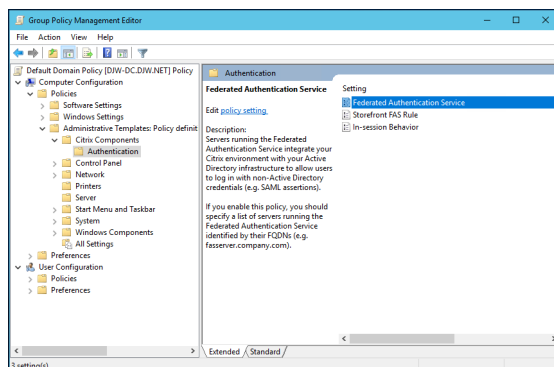 Group Policy Management Editor
File Action View Help
Default Domain Policy [DJW-DC.DJW.NET] Policy
Computer Configuration
Policies
Software Settings
Windows Settings
Administrative Templates: Policy definit
Citrix Components
Authentication
Control Panel
Network
Printers
Server
Start Menu and Taskbar
System
Windows Components
All Settings
Preferences
User Configuration
Policies
Preferences
Authentication
Federated Authentication Service
Edit policy setting.
Description:
Servers running the Federated
Authentication Service integrate your
Citrix environment with your Active
Directory infrastructure to allow users
to log in with non-Active Directory
credentials (e.g. SAML assertions).
If you enable this policy, you should
specify a list of servers running the
Federated Authentication Service
identified by their FQDNs (e.g.
fasserver.company.com).
Setting
Federated Authentication Service
Storefront FAS Rule
In-session Behavior
Extended Standard
3 setting(s)